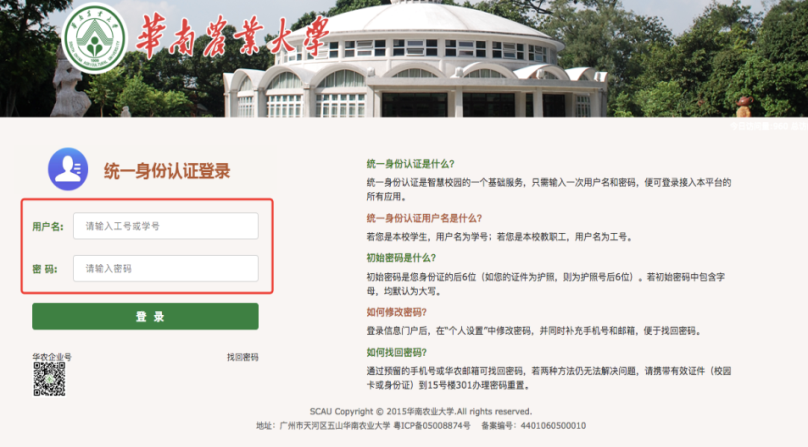 華南農業大學
统一身份认证登录
用户名:
请输入工号或学号
密 码:
请输入密码
登 录
华农企业号
找回密码
统一身份认证是什么?
统一身份认证是智慧校园的一个基础服务，只需输入一次用户名和密码，便可登录接入本平台的
所有应用。
统一身份认证用户名是什么?
若您是本校学生，用户名为学号；若您是本校教职工，用户名为工号。
初始密码是什么?
初始密码是您身份证的后6位（如您的证件为护照，则为护照号后6位）。若初始密码中包含字
母，均默认为大写。
如何修改密码?
登录信息门户后，在"个人设置"中修改密码，并同时补充手机号和邮箱，便于找回密码。
如何找回密码?
通过预留的手机号或华农邮箱可找回密码，若两种方法仍无法解决问题，请携带有效证件（校园
卡或身份证）到15号楼301办理密码重置。
SCAU Copyright © 2015华南农业大学.All rights reserved.
地址：广州市天河区五山华南农业大学 粤ICP备05008874号 备案编号：4401060500010